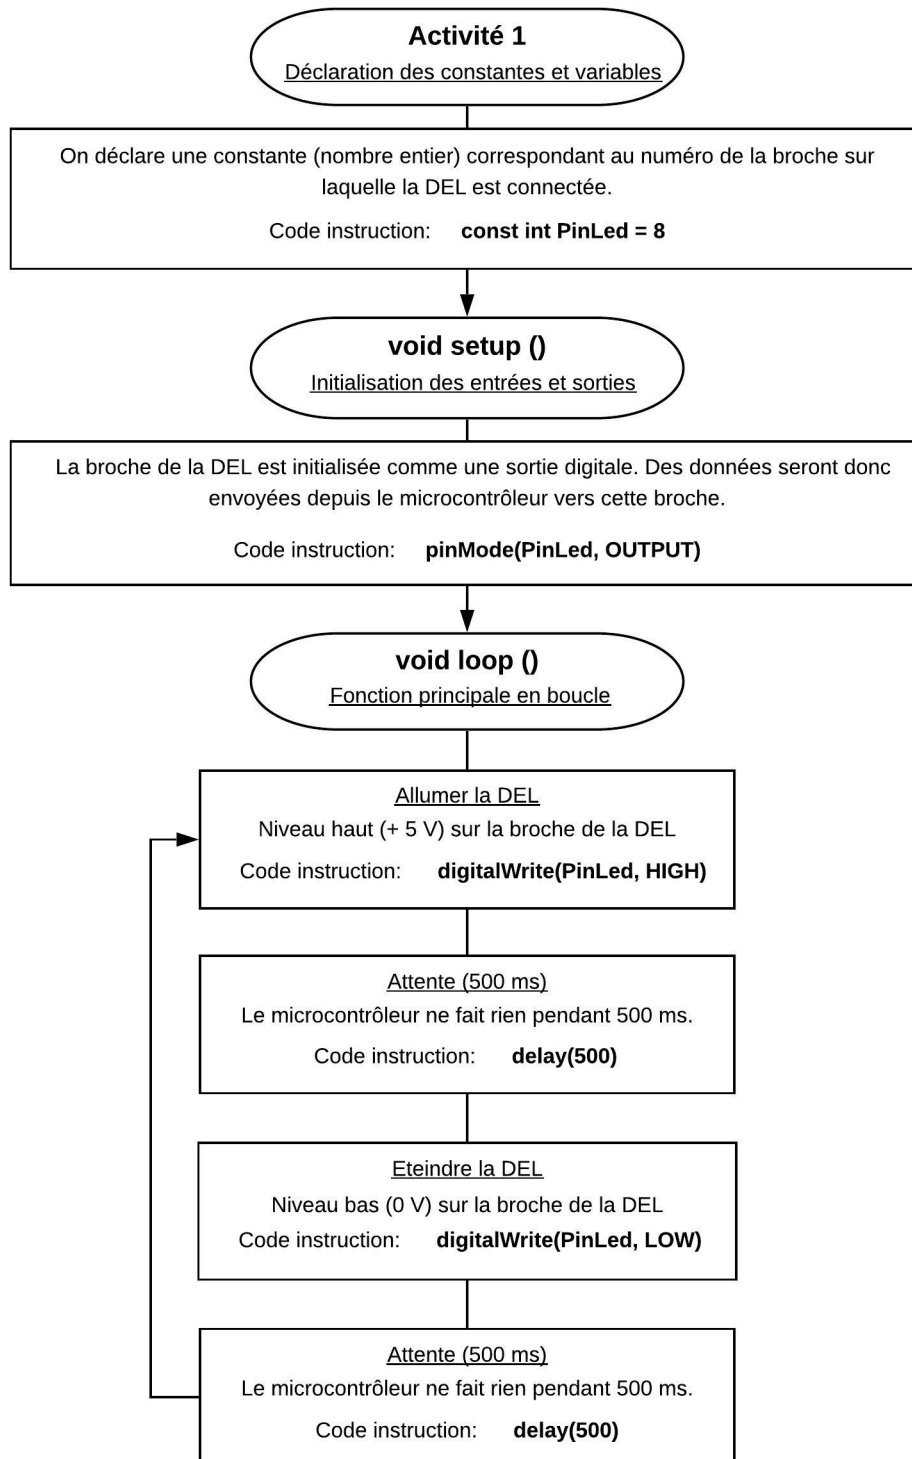 Activité 1
Déclaration des constantes et variables
On déclare une constante (nombre entier) correspondant au numéro de la broche sur
laquelle la DEL est connectée.
Code instruction: const int PinLed = 8
void setup ()
Initialisation des entrées et sorties
La broche de la DEL est initialisée comme une sortie digitale. Des données seront donc
envoyées depuis le microcontrôleur vers cette broche.
Code instruction: pinMode(PinLed, OUTPUT)
void loop ()
Fonction principale en boucle
Allumer la DEL
Niveau haut (+ 5 V) sur la broche de la DEL
Code instruction: digitalWrite(PinLed, HIGH)
Attente (500 ms)
Le microcontrôleur ne fait rien pendant 500 ms.
Code instruction: delay(500)
Eteindre la DEL
Niveau bas (0 V) sur la broche de la DEL
Code instruction: digitalWrite(PinLed, LOW)
Attente (500 ms)
Le microcontrôleur ne fait rien pendant 500 ms.
Code instruction: delay(500)